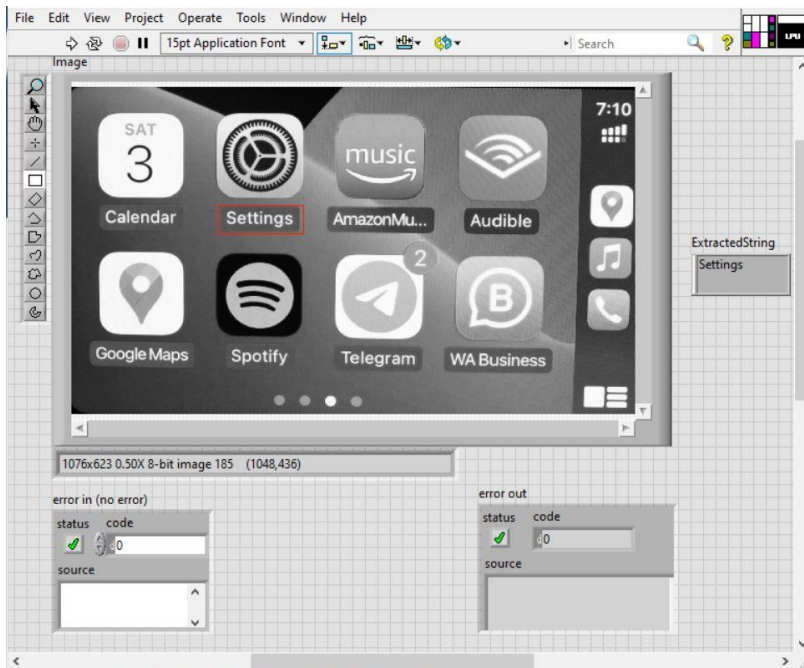 File Edit View Project Operate Tools Window Help
15pt Application Font Search LPU
Image
SAT
3
music
7:10
Calendar Settings AmazonMu... Audible
ExtractedString
Settings
2
B
Google Maps Spotify Telegram WA Business
1076x623 0.50X 8-bit image 185 (1048,436)
error in (no error)
status code
d 0
source
error out
status code
d 0
source